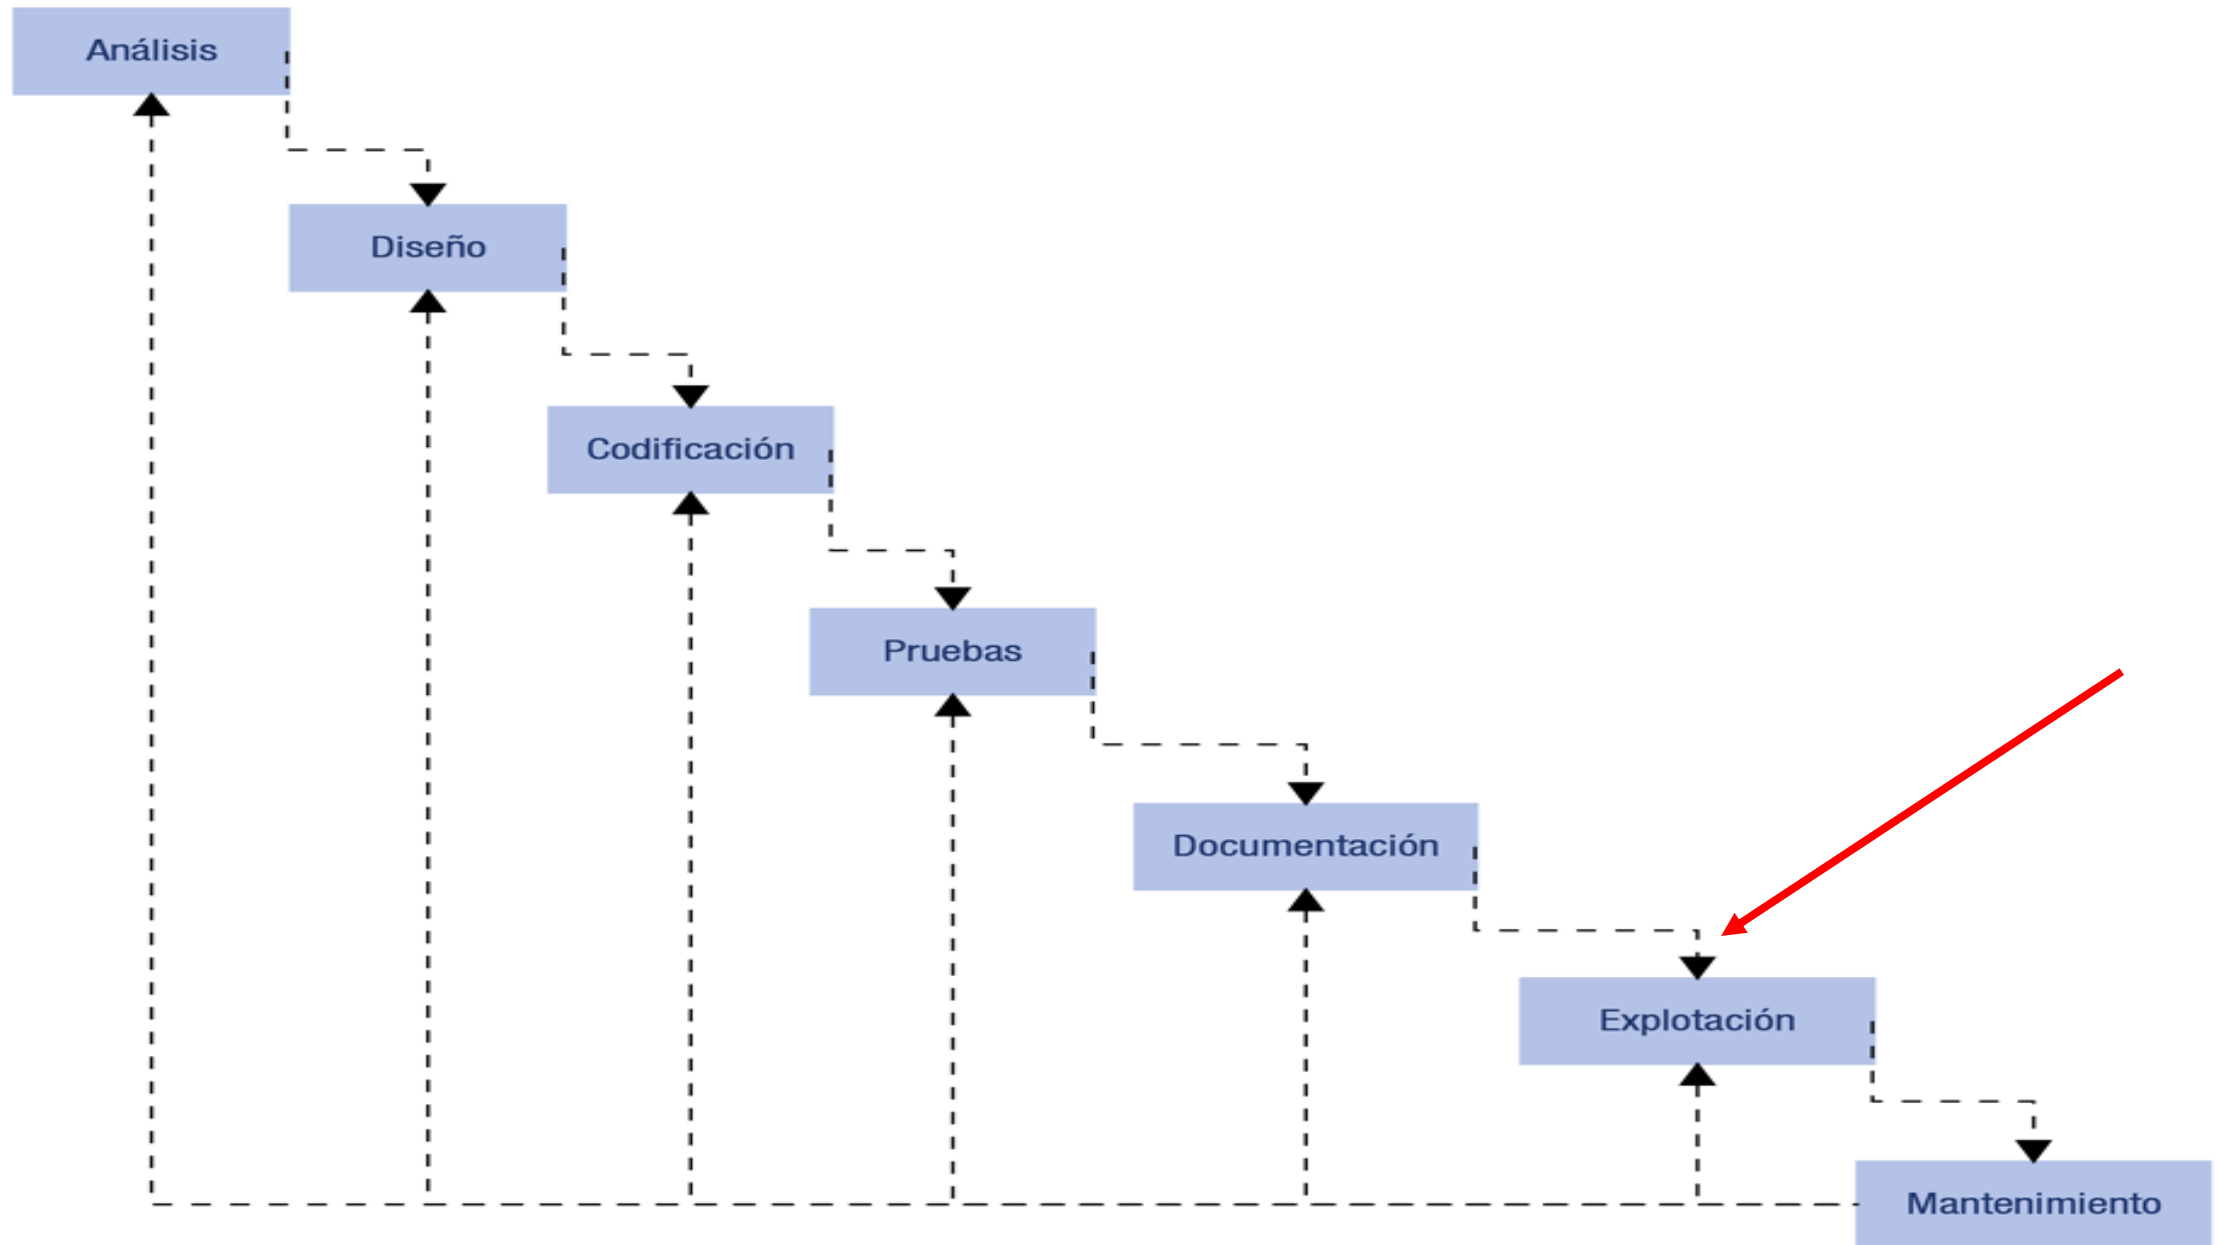 Análisis
Diseño
Codificación
Pruebas
Documentación
Explotación
Mantenimiento